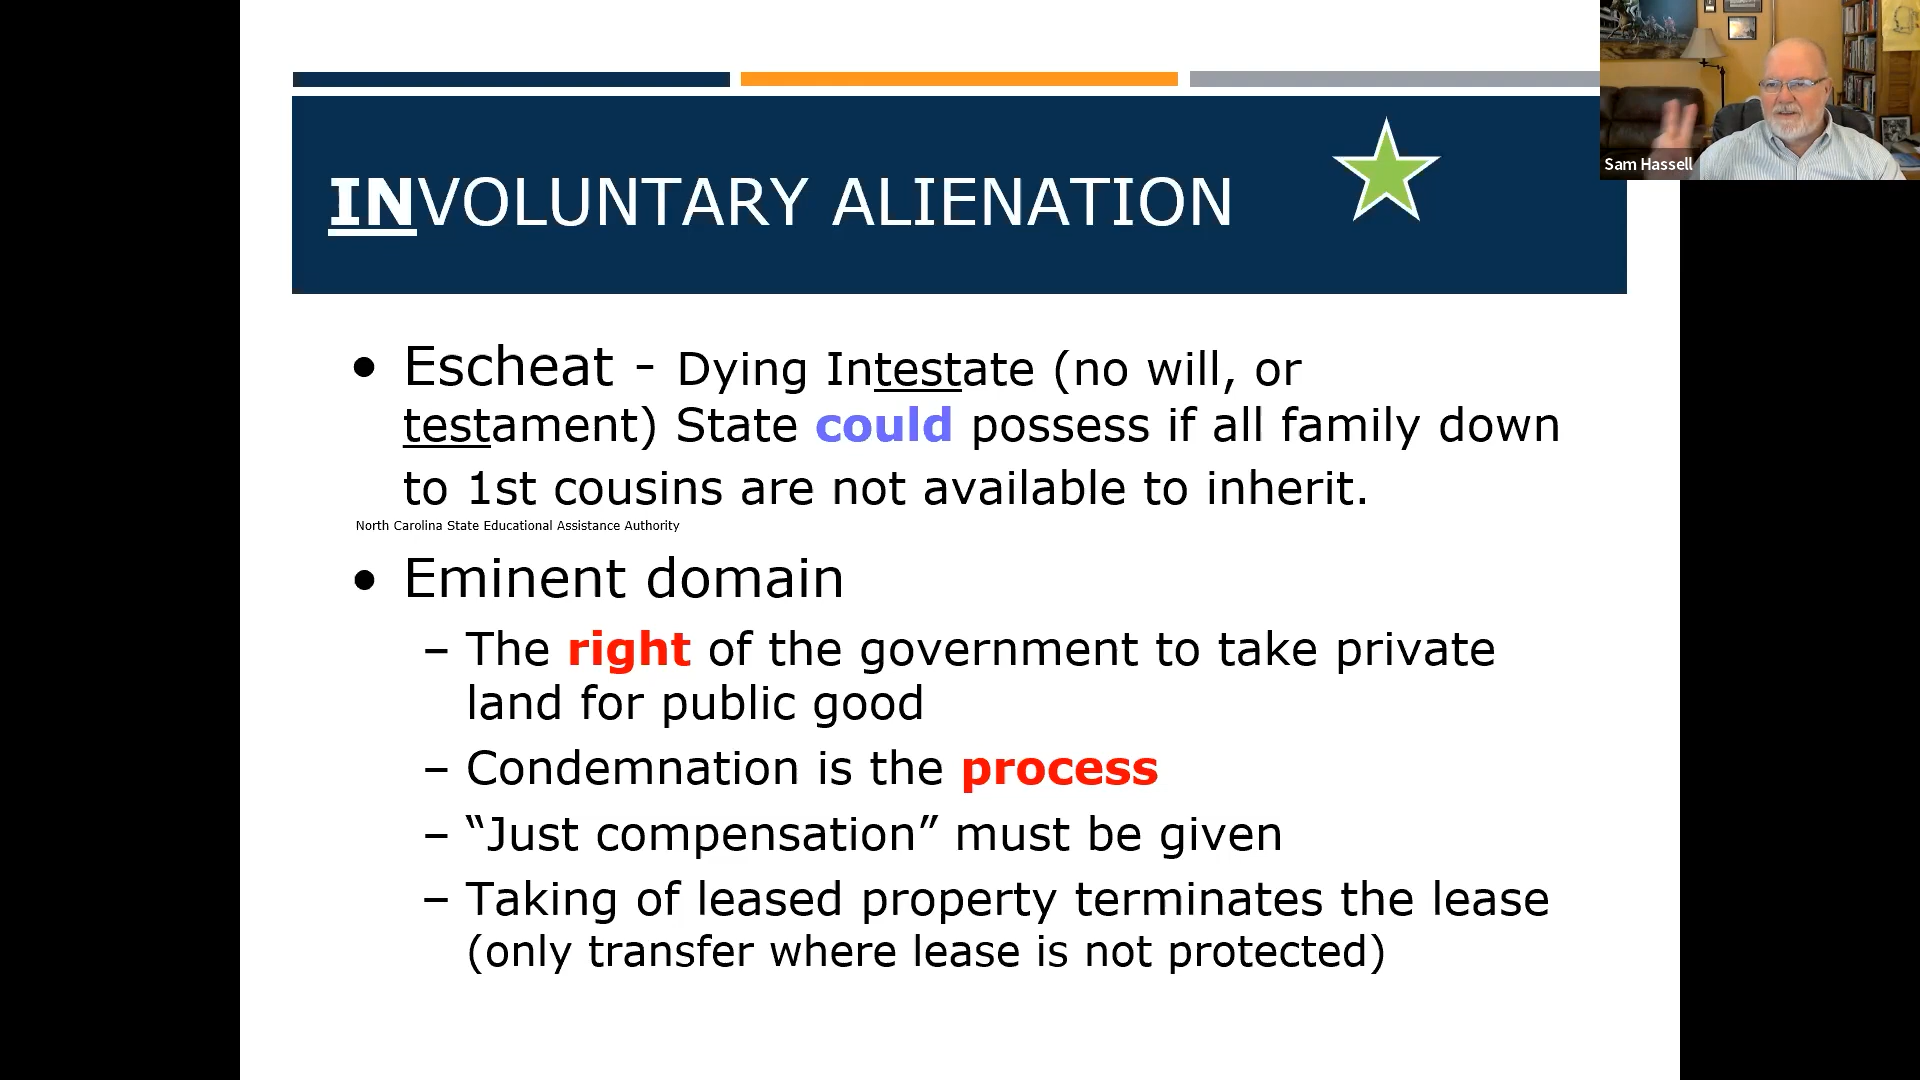 INVOLUNTARY ALIENATION
Sam Hassell
• Escheat - Dying Intestate (no will, or
testament) State could possess if all family down
to 1st cousins are not available to inherit.
North Carolina State Educational Assistance Authority
• Eminent domain
– The right of the government to take private
land for public good
– Condemnation is the process
– “Just compensation” must be given
– Taking of leased property terminates the lease
(only transfer where lease is not protected)